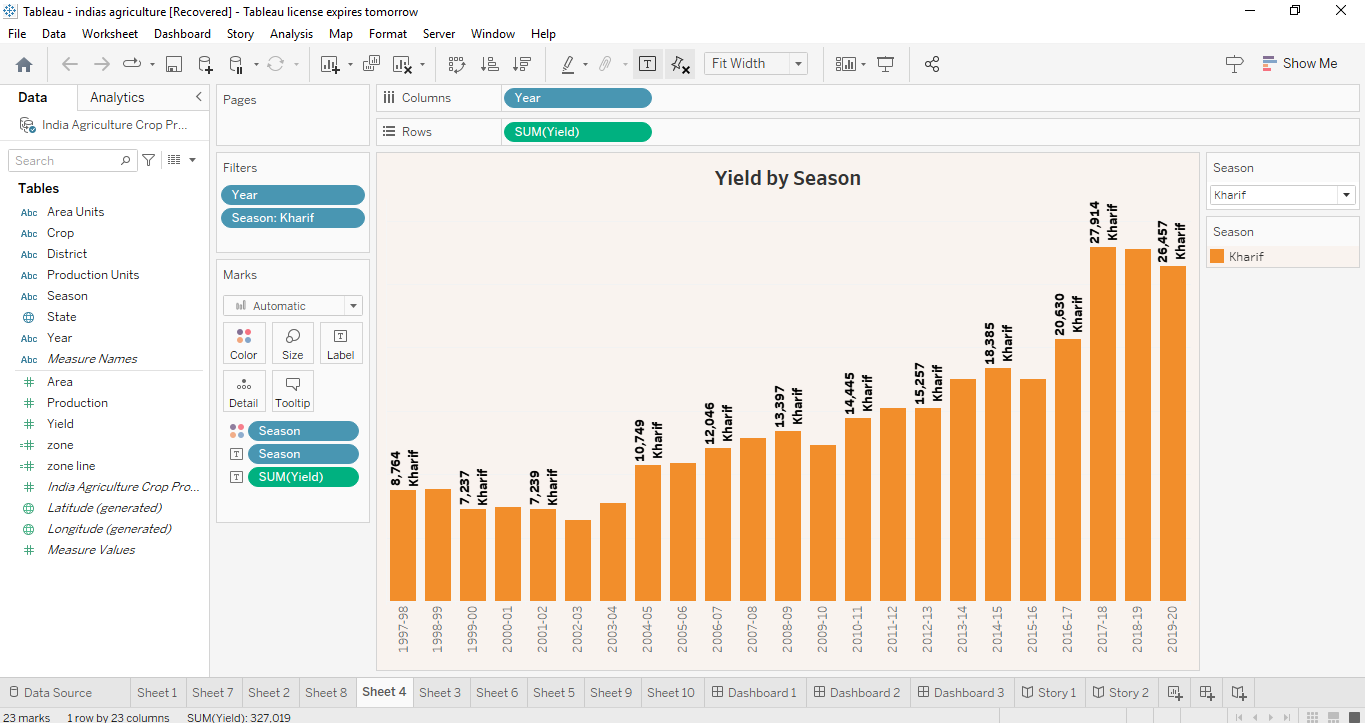 Tableau - indias agriculture [Recovered] - Tableau license expires tomorrow
File Data Worksheet Dashboard Story Analysis Map Format Server Window Help
Fit Width
Show Me
Data Analytics
India Agriculture Crop Pr...
Search
Tables
Abc Area Units
Abc Crop
Abc District
Abc Production Units
Abc Season
State
Abc Year
Abc Measure Names
# Area
# Production
# Yield
=# zone
=# zone line
# India Agriculture Crop Pro...
Latitude (generated)
Longitude (generated)
# Measure Values
Pages
Filters
Year
Season: Kharif
Marks
Automatic
Color Size Label
Detail Tooltip
Season
Season
SUM(Yield)
Columns Year
Rows SUM(Yield)
Yield by Season
8,764
Kharif
7,237
Kharif
7,239
Kharif
10,749
Kharif
12,046
Kharif
13,397
Kharif
14,445
Kharif
15,257
Kharif
18,385
Kharif
20,630
Kharif
27,914
Kharif
26,457
Kharif
1997-98
1998-99
1999-00
2000-01
2001-02
2002-03
2003-04
2004-05
2005-06
2006-07
2007-08
2008-09
2009-10
2010-11
2011-12
2012-13
2013-14
2014-15
2015-16
2016-17
2017-18
2018-19
2019-20
Season
Kharif
Season
Kharif
Data Source Sheet 1 Sheet 7 Sheet 2 Sheet 8 Sheet 4 Sheet 3 Sheet 6 Sheet 5 Sheet 9 Sheet 10 Dashboard 1 Dashboard 2 Dashboard 3 Story 1 Story 2
23 marks 1 row by 23 columns SUM(Yield): 327,019